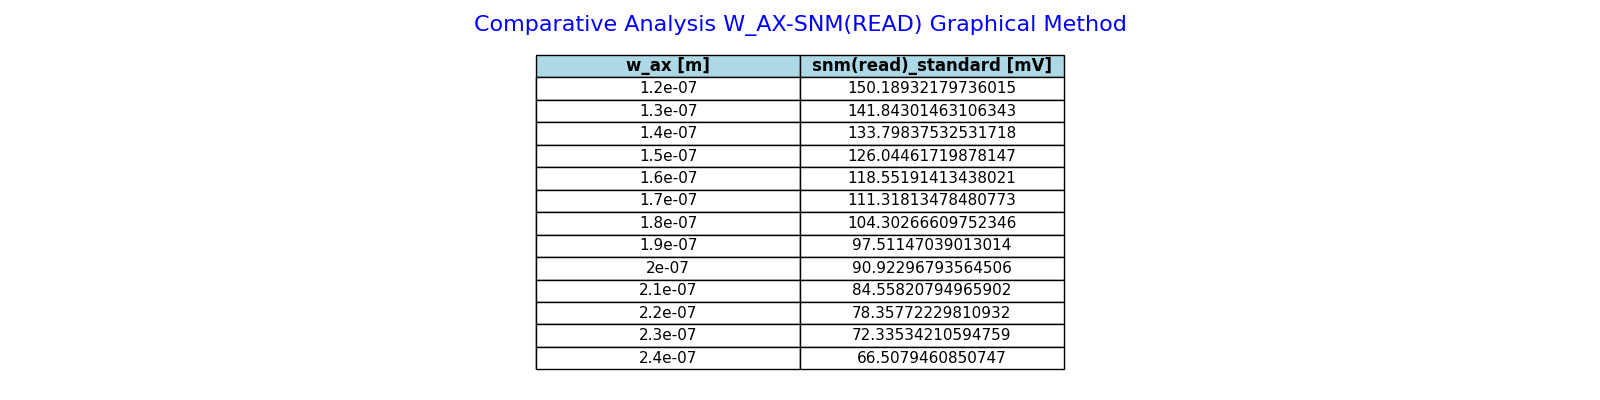 Comparative Analysis W_AX-SNM(READ) Graphical Method
w_ax [m] snm(read)_standard [mV]
1.2e-07 150.18932179736015
1.3e-07 141.84301463106343
1.4e-07 133.79837532531718
1.5e-07 126.04461719878147
1.6e-07 118.55191413438021
1.7e-07 111.31813478480773
1.8e-07 104.30266609752346
1.9e-07 97.51147039013014
2e-07 90.92296793564506
2.1e-07 84.55820794965902
2.2e-07 78.35772229810932
2.3e-07 72.33534210594759
2.4e-07 66.5079460850747